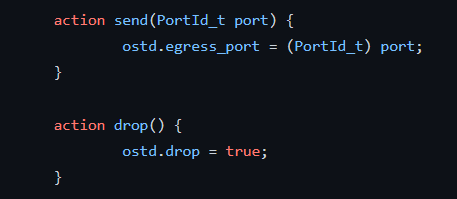 action send(PortId_t port) {
ostd.egress_port = (PortId_t) port;
}
action drop() {
ostd.drop = true;
}